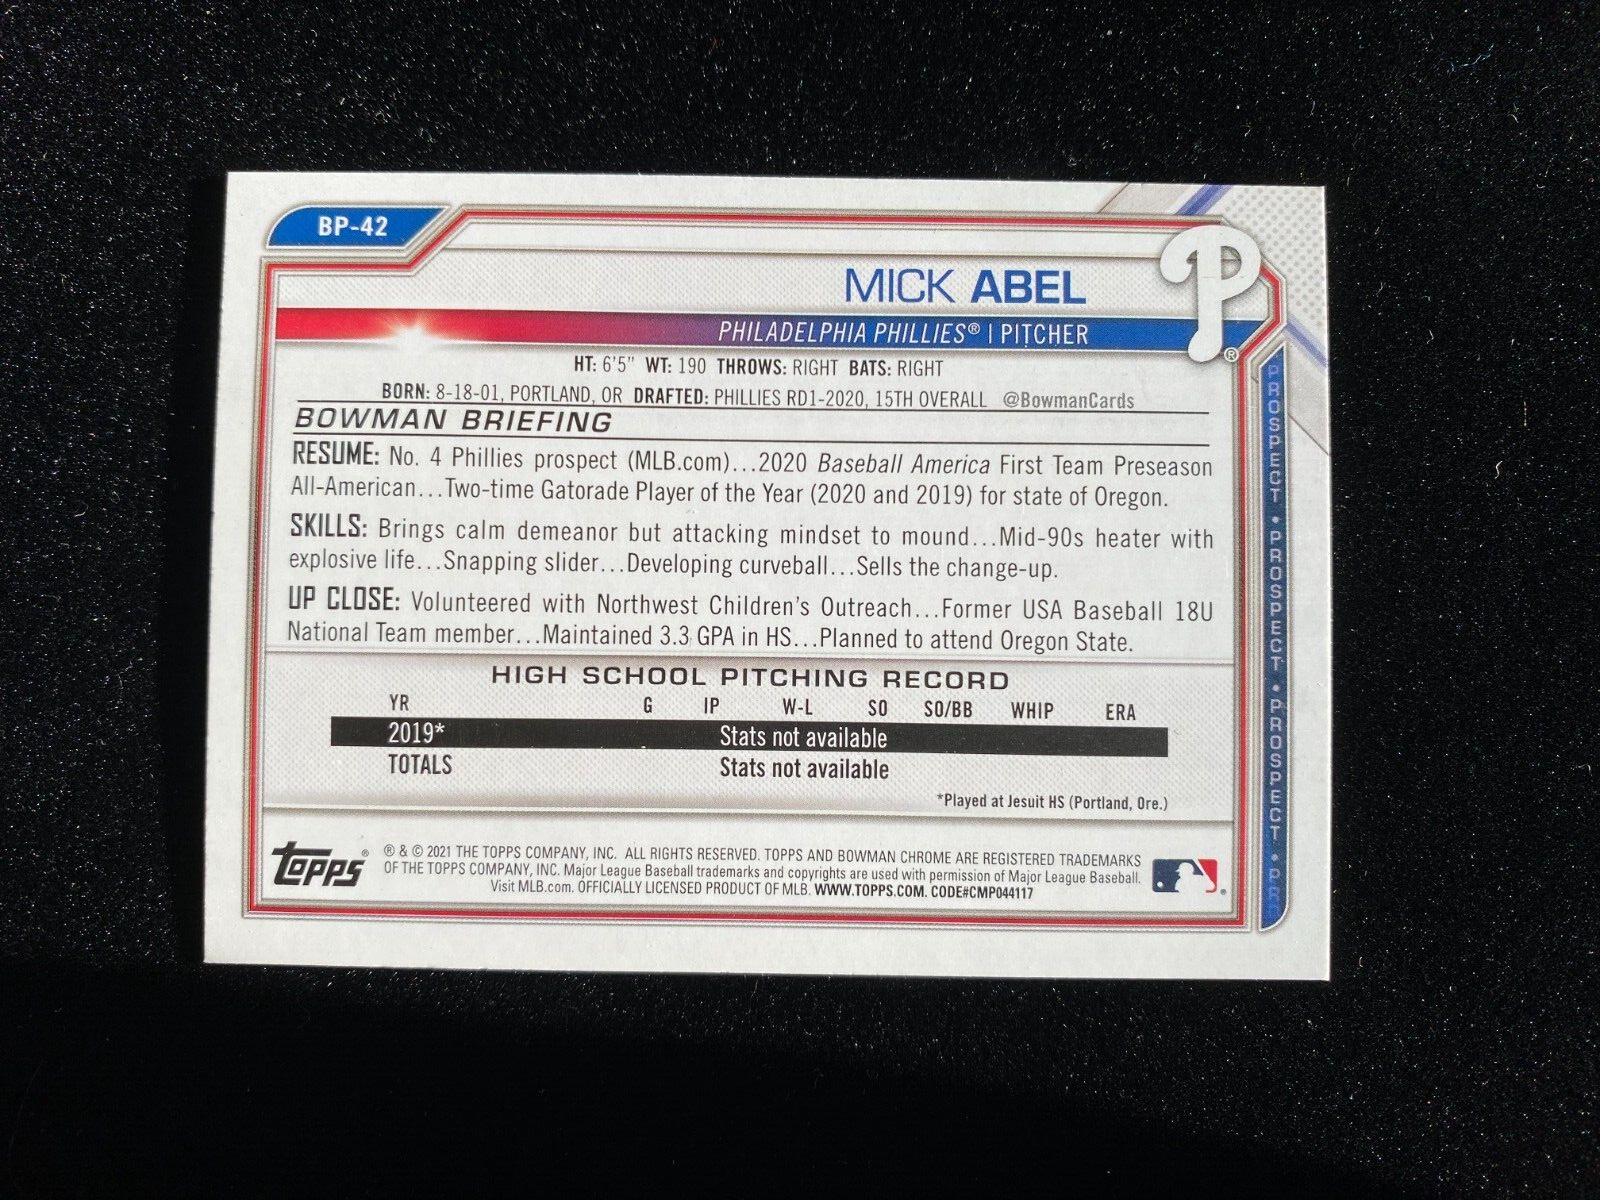 BP-42
MICK ABEL
PHILADELPHIA PHILLIES® | PITCHER
HT: 6'5" WT: 190 THROWS: RIGHT BATS: RIGHT
BORN: 8-18-01, PORTLAND, OR DRAFTED: PHILLIES RD1-2020, 15TH OVERALL @BowmanCards
BOWMAN BRIEFING
RESUME: No. 4 Phillies prospect (MLB.com)...2020 Baseball America First Team Preseason
All-American...Two-time Gatorade Player of the Year (2020 and 2019) for state of Oregon.
SKILLS: Brings calm demeanor but attacking mindset to mound...Mid-90s heater with
explosive life...Snapping slider...Developing curveball...Sells the change-up.
UP CLOSE: Volunteered with Northwest Children's Outreach...Former USA Baseball 18U
National Team member...Maintained 3.3 GPA in HS...Planned to attend Oregon State.
HIGH SCHOOL PITCHING RECORD
YR G IP W-L SO SO/BB WHIP ERA
2019* Stats not available
TOTALS Stats not available
*Played at Jesuit HS (Portland, Ore.)
TOPPS®
® & © 2021 THE TOPPS COMPANY, INC. ALL RIGHTS RESERVED. TOPPS AND BOWMAN CHROME ARE REGISTERED TRADEMARKS
OF THE TOPPS COMPANY, INC. Major League Baseball trademarks and copyrights are used with permission of Major League Baseball.
Visit MLB.com. OFFICIALLY LICENSED PRODUCT OF MLB. WWW.TOPPS.COM. CODE#CMP044117
P ®
PROSPECT • PROSPECT • PROSPECT • PR